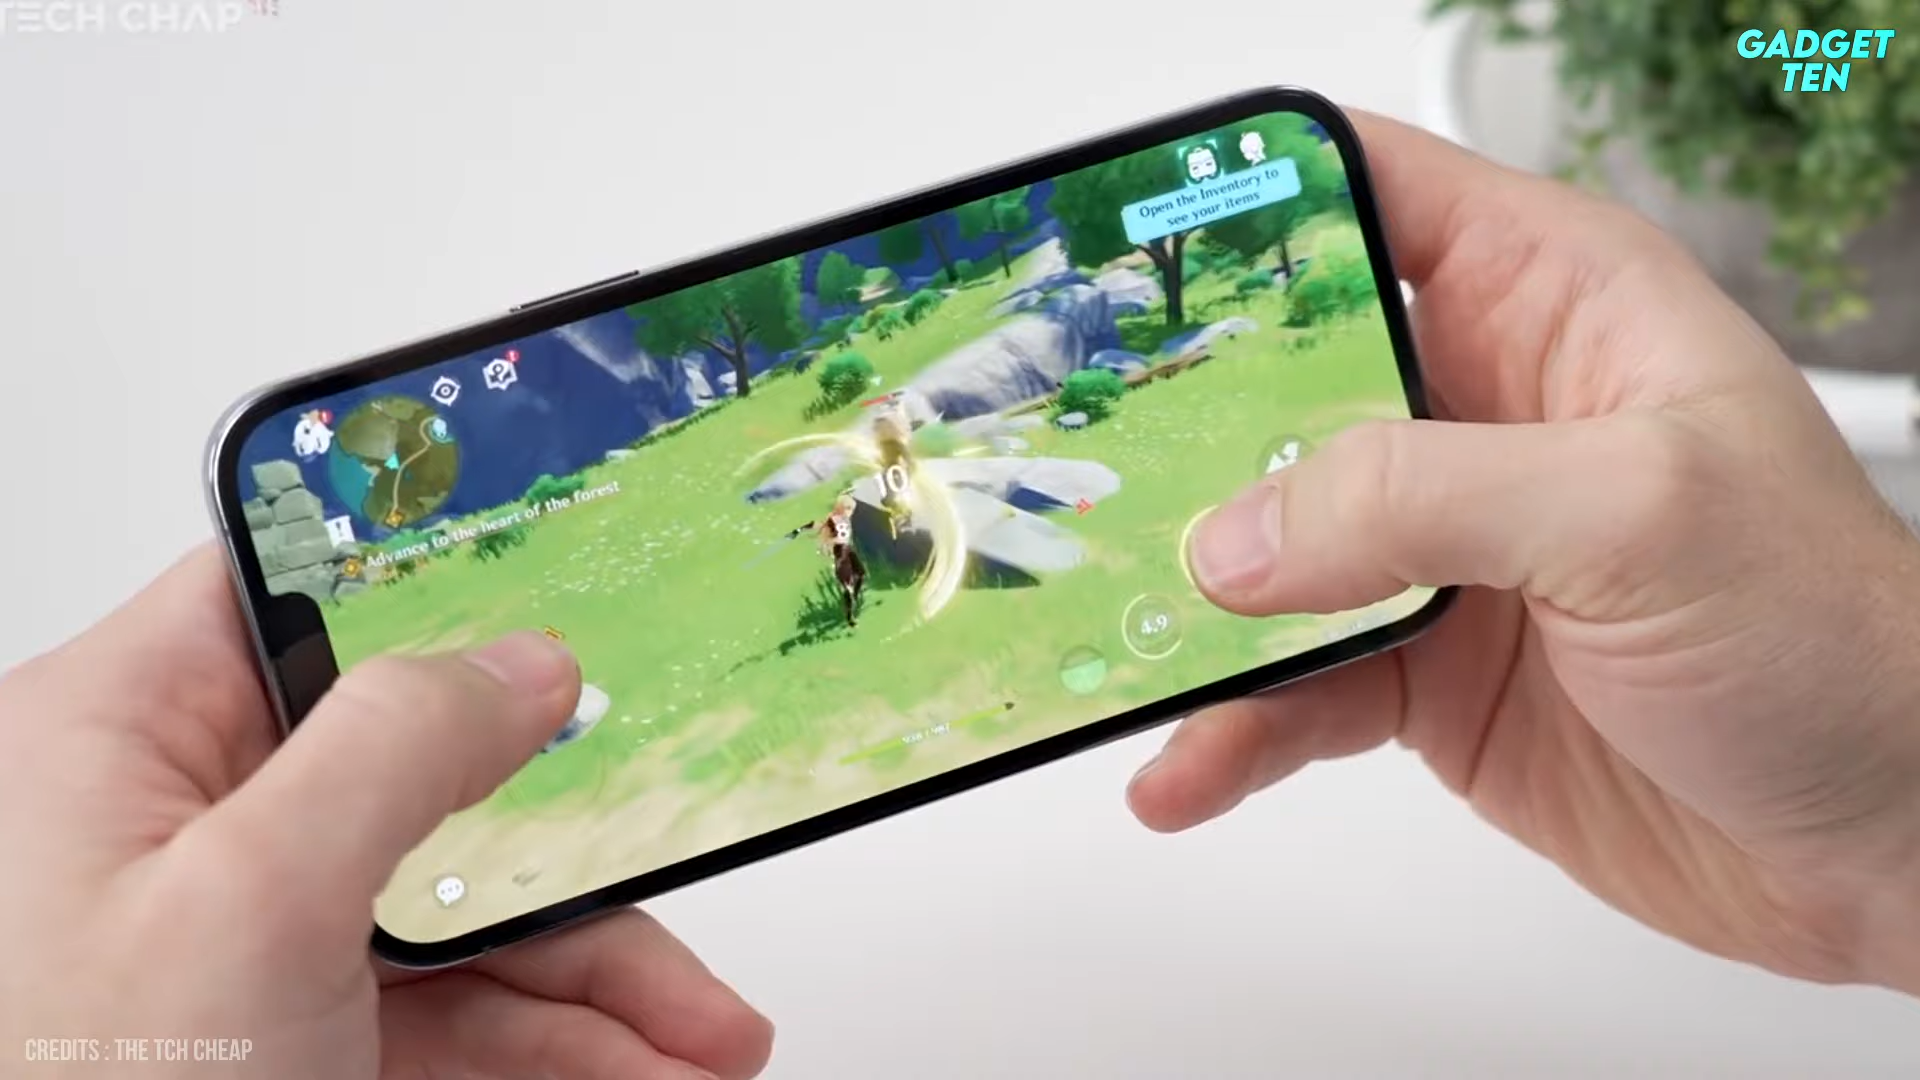 TECH CHAP
GADGET
TEN
Open the Inventory to
see your items
Advance to the heart of the forest
10
8
4.9
CREDITS : THE TCH CHEAP